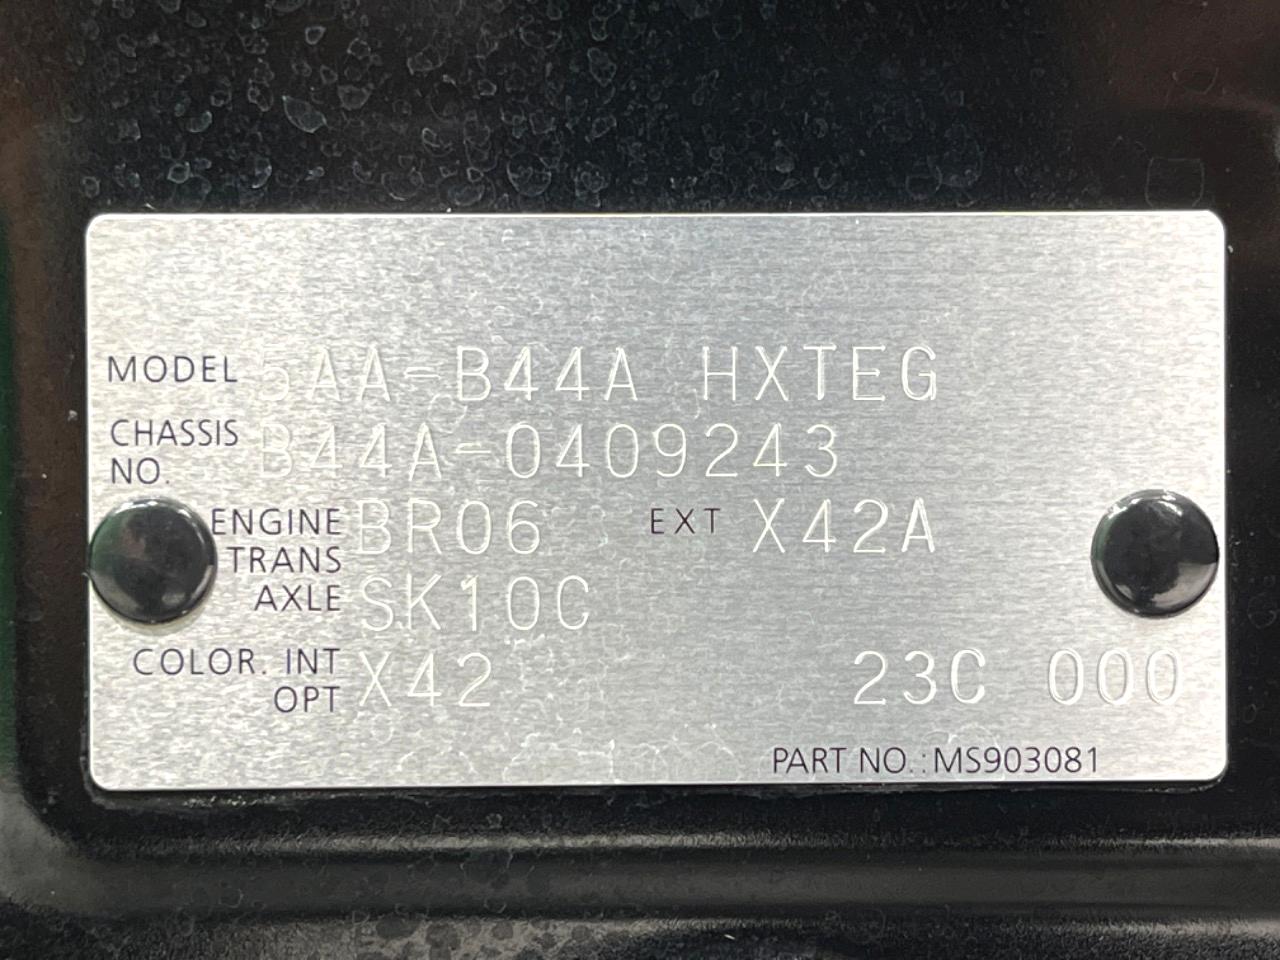 MODEL 5AA-B44A HXTEG
CHASSIS NO. B44A-0409243
ENGINE BR06 EXT X42A
TRANS
AXLE SK10C
COLOR. INT X42 23C 000
OPT
PART NO.: MS903081